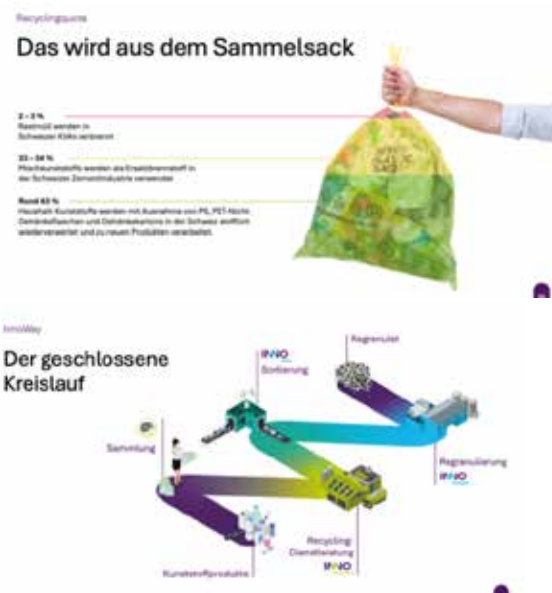 Recyclingquote
Das wird aus dem Sammelsack
2 – 3 %
Restmüll werden in
Schweizer KVAs verbrannt
33 – 34 %
Mischkunststoffe werden als Ersatzbrennstoff in
der Schweizer Zementindustrie verwendet
Rund 63 %
Haushalt-Kunststoffe werden mit Ausnahme von PS, PET-Nicht-
Getränkeflaschen und Getränkekartons in der Schweiz stofflich
wiederverwertet und zu neuen Produkten verarbeitet.
InnoWay
Der geschlossene
Kreislauf
INNO
Sortierung
Regranulat
Sammlung
Regranulierung
INNO
Recycling-
Dienstleistung
INNO
Kunststoffprodukte